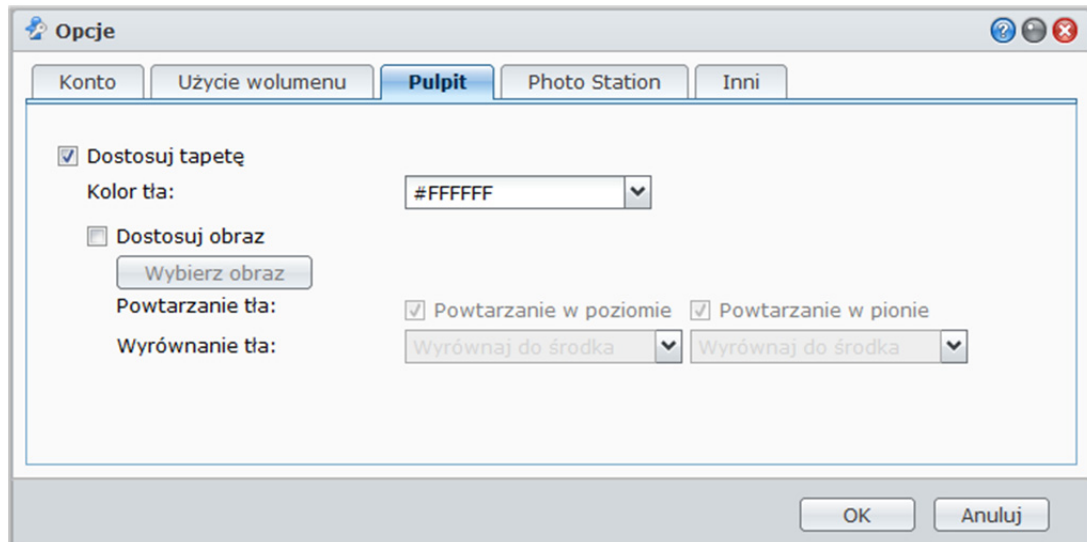 Opcje
Konto Użycie wolumenu Pulpit Photo Station Inni
Dostosuj tapetę
Kolor tła: #FFFFFF
Dostosuj obraz
Wybierz obraz
Powtarzanie tła: Powtarzanie w poziomie Powtarzanie w pionie
Wyrównanie tła: Wyrównaj do środka Wyrównaj do środka
OK Anuluj